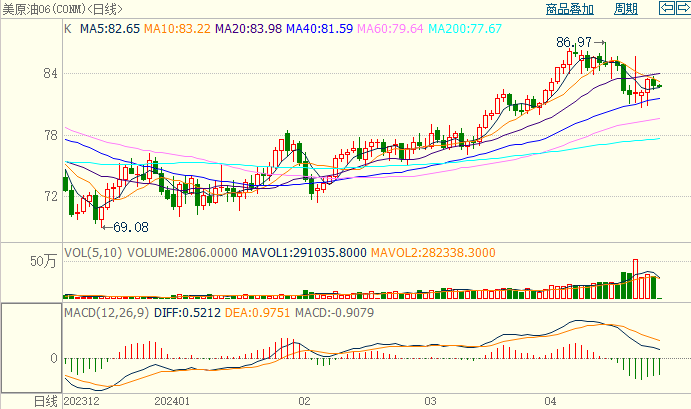 美原油06(CONM)<日线> 商品叠加 周期
K MA5:82.65 MA10:83.22 MA20:83.98 MA40:81.59 MA60:79.64 MA200:77.67
86.97
84
78
72
69.08
VOL(5,10) VOLUME:2806.0000 MAVOL1:291035.8000 MAVOL2:282338.3000
50万
MACD(12,26,9) DIFF:0.5212 DEA:0.9751 MACD:-0.9079
0
日线 202312 202401 02 03 04